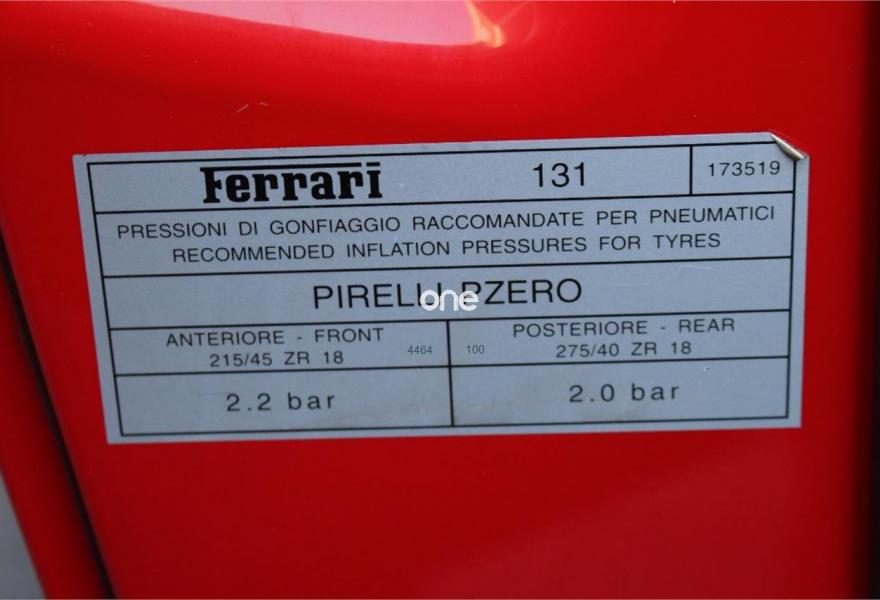 Ferrari 131 173519
PRESSIONI DI GONFIAGGIO RACCOMANDATE PER PNEUMATICI
RECOMMENDED INFLATION PRESSURES FOR TYRES
PIRELLI PZERO
one
ANTERIORE - FRONT POSTERIORE - REAR
215/45 ZR 18 4464 100 275/40 ZR 18
2.2 bar 2.0 bar